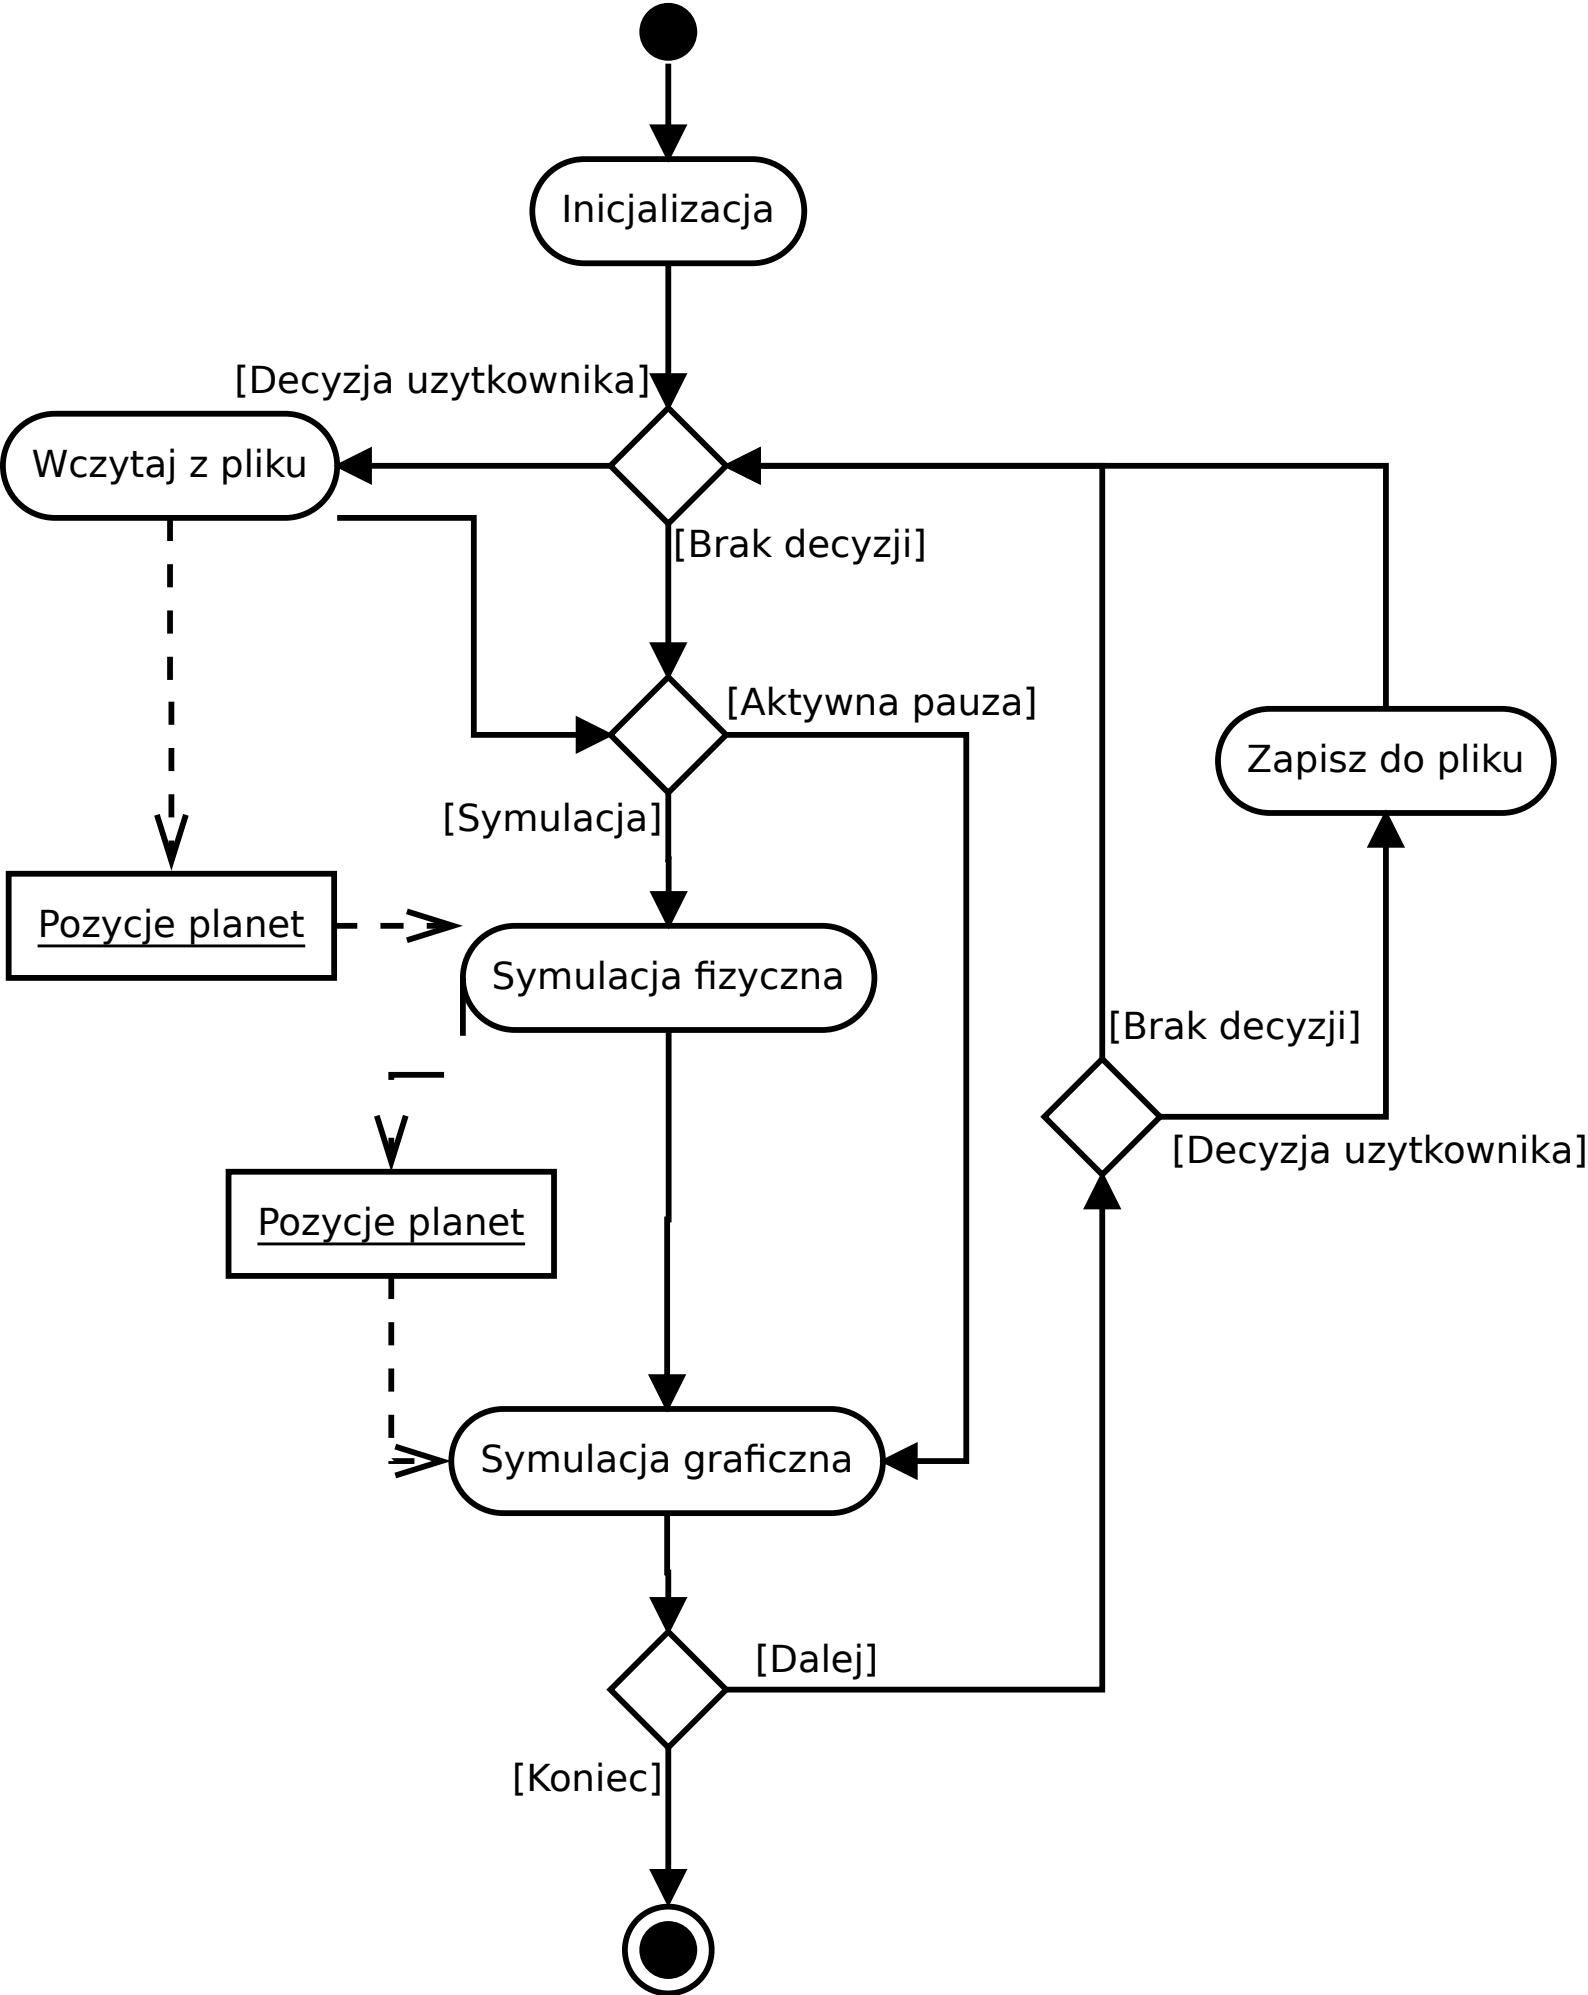 Inicjalizacja
[Decyzja uzytkownika]
Wczytaj z pliku
[Brak decyzji]
[Aktywna pauza]
Zapisz do pliku
[Symulacja]
Pozycje planet
Symulacja fizyczna
[Brak decyzji]
[Decyzja uzytkownika]
Pozycje planet
Symulacja graficzna
[Dalej]
[Koniec]